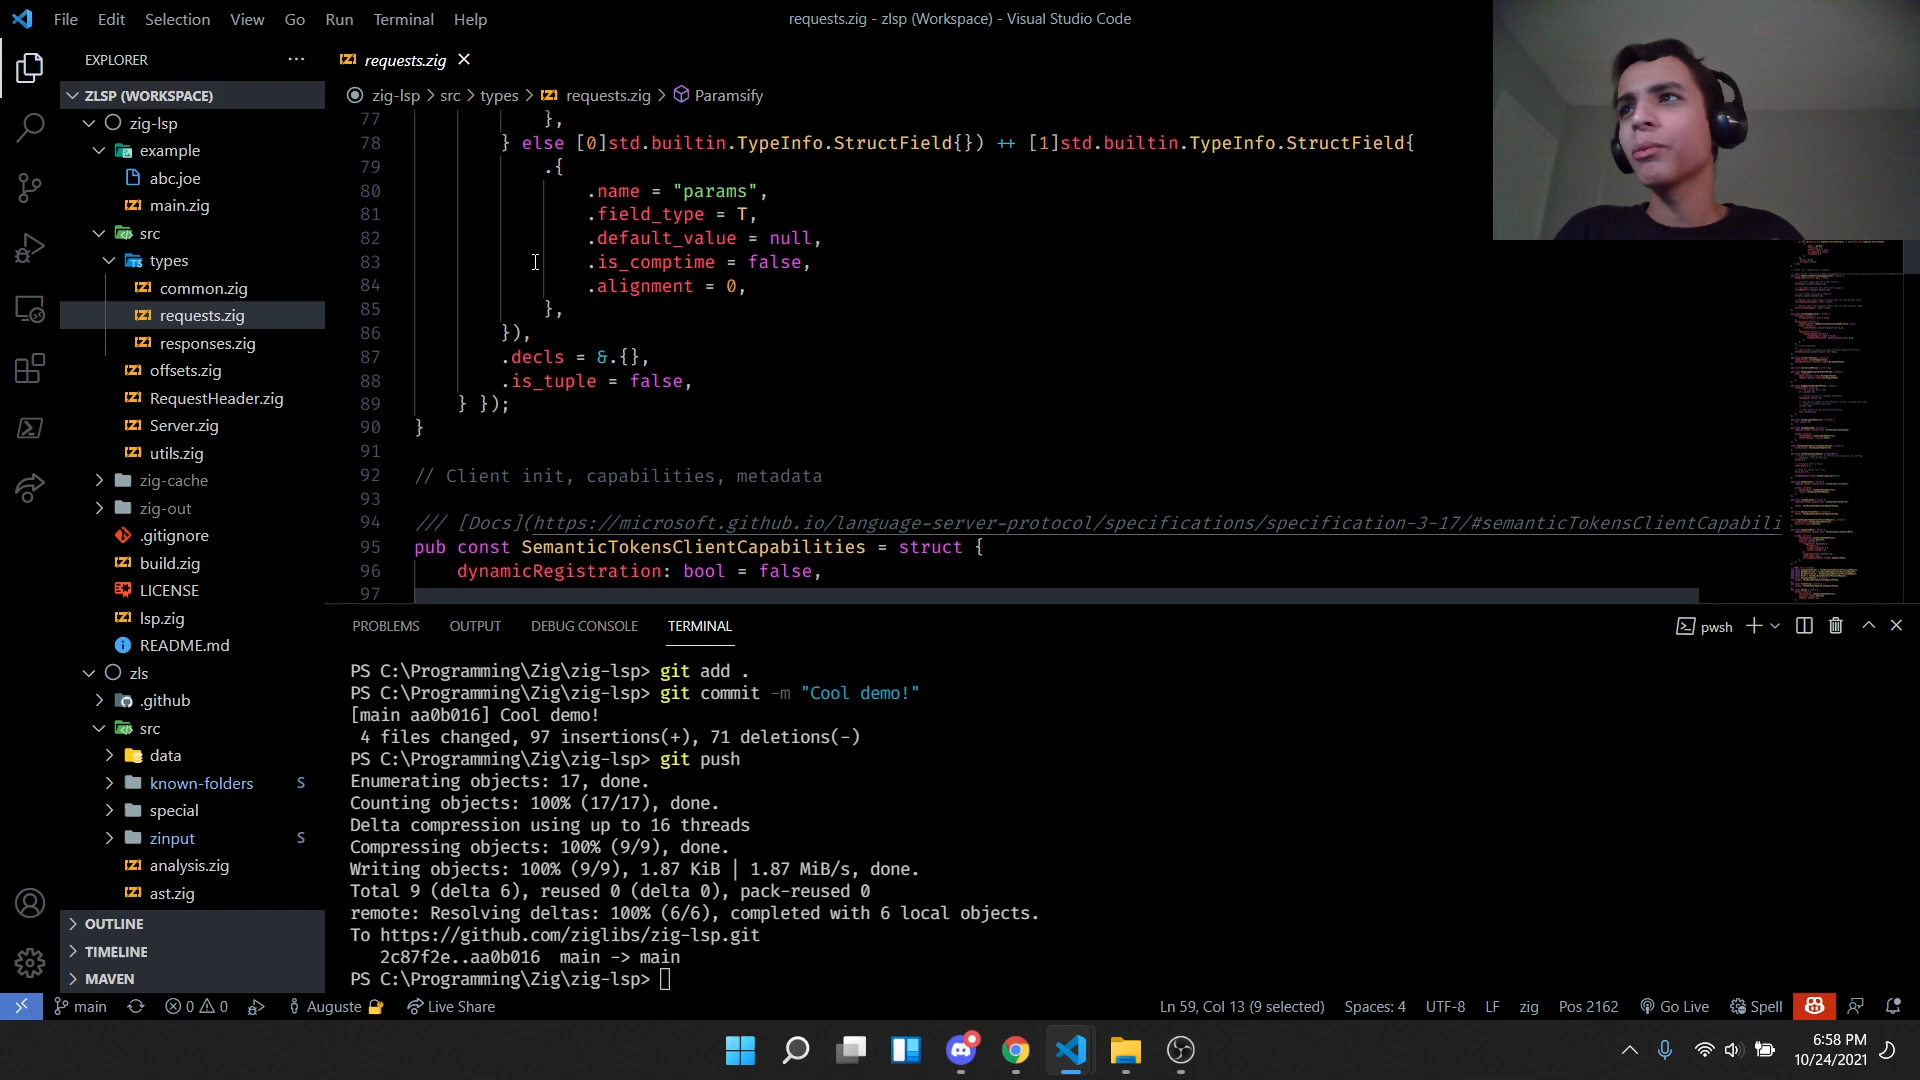 File Edit Selection View Go Run Terminal Help
requests.zig - zlsp (Workspace) - Visual Studio Code
EXPLORER
ZLSP (WORKSPACE)
zig-lsp
example
abc.joe
main.zig
src
types
common.zig
requests.zig
responses.zig
offsets.zig
RequestHeader.zig
Server.zig
utils.zig
zig-cache
zig-out
.gitignore
build.zig
LICENSE
lsp.zig
README.md
zls
.github
src
data
known-folders S
special
zinput S
analysis.zig
ast.zig
OUTLINE
TIMELINE
MAVEN
requests.zig
zig-lsp > src > types > requests.zig > Paramsify
77 },
78 } else [0]std.builtin.TypeInfo.StructField{}) ++ [1]std.builtin.TypeInfo.StructField{
79 .{
80 .name = "params",
81 .field_type = T,
82 .default_value = null,
83 .is_comptime = false,
84 .alignment = 0,
85 },
86 }),
87 .decls = &.{},
88 .is_tuple = false,
89 } });
90 }
91
92 // Client init, capabilities, metadata
93
94 /// [Docs](https://microsoft.github.io/language-server-protocol/specifications/specification-3-17/#semanticTokensClientCapabili
95 pub const SemanticTokensClientCapabilities = struct {
96 dynamicRegistration: bool = false,
97
PROBLEMS OUTPUT DEBUG CONSOLE TERMINAL
pwsh
PS C:\Programming\Zig\zig-lsp> git add .
PS C:\Programming\Zig\zig-lsp> git commit -m "Cool demo!"
[main aa0b016] Cool demo!
4 files changed, 97 insertions(+), 71 deletions(-)
PS C:\Programming\Zig\zig-lsp> git push
Enumerating objects: 17, done.
Counting objects: 100% (17/17), done.
Delta compression using up to 16 threads
Compressing objects: 100% (9/9), done.
Writing objects: 100% (9/9), 1.87 KiB | 1.87 MiB/s, done.
Total 9 (delta 6), reused 0 (delta 0), pack-reused 0
remote: Resolving deltas: 100% (6/6), completed with 6 local objects.
To https://github.com/ziglibs/zig-lsp.git
2c87f2e..aa0b016 main -> main
PS C:\Programming\Zig\zig-lsp>
main 0 0 Auguste Live Share
Ln 59, Col 13 (9 selected) Spaces: 4 UTF-8 LF zig Pos 2162 Go Live Spell
6:58 PM
10/24/2021